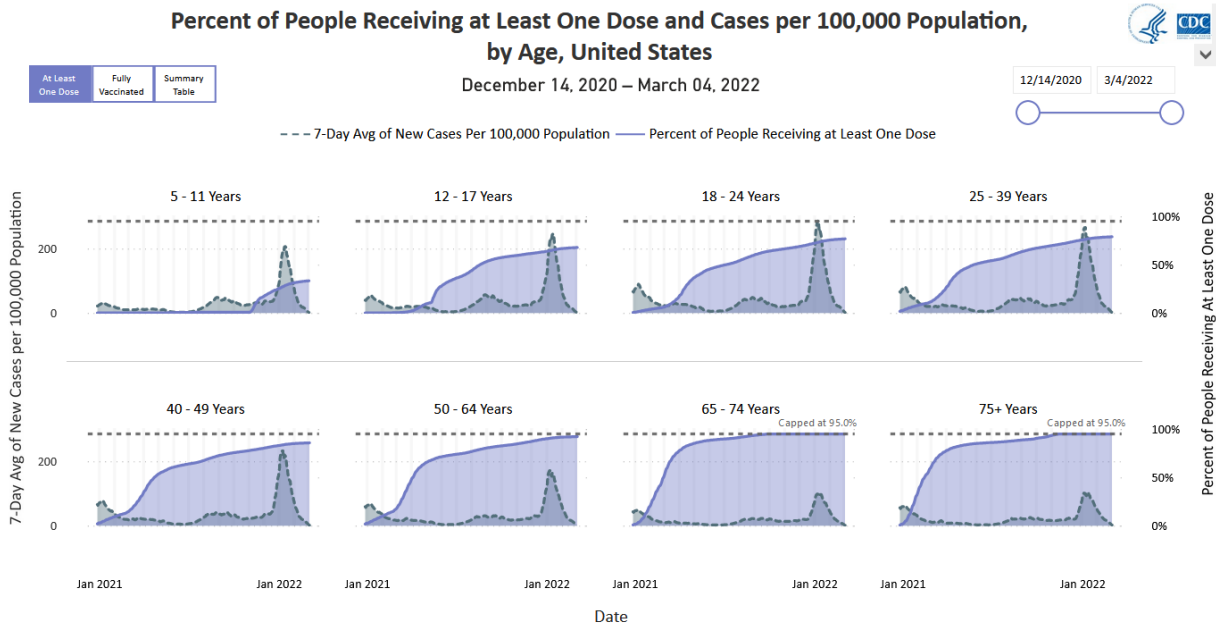 Percent of People Receiving at Least One Dose and Cases per 100,000 Population,
by Age, United States
December 14, 2020 – March 04, 2022
CDC
At Least
One Dose
Fully
Vaccinated
Summary
Table
12/14/2020
3/4/2022
7-Day Avg of New Cases Per 100,000 Population
Percent of People Receiving at Least One Dose
7-Day Avg of New Cases per 100,000 Population
Percent of People Receiving At Least One Dose
5 - 11 Years
12 - 17 Years
18 - 24 Years
25 - 39 Years
200
0
100%
50%
0%
40 - 49 Years
50 - 64 Years
65 - 74 Years
75+ Years
Capped at 95.0%
Capped at 95.0%
200
0
100%
50%
0%
Jan 2021
Jan 2022
Jan 2021
Jan 2022
Jan 2021
Jan 2022
Jan 2021
Jan 2022
Date